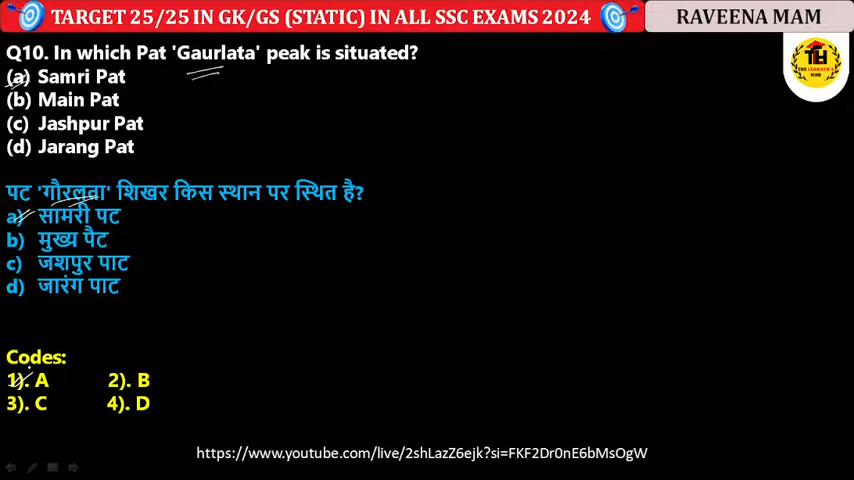 TARGET 25/25 IN GK/GS (STATIC) IN ALL SSC EXAMS 2024
RAVEENA MAM
Q10. In which Pat 'Gaurlata' peak is situated?
(a) Samri Pat
(b) Main Pat
(c) Jashpur Pat
(d) Jarang Pat
पट 'गौरलता' शिखर किस स्थान पर स्थित है?
a) सामरी पट
b) मुख्य पैट
c) जशपुर पाट
d) जारंग पाट
Codes:
1). A 2). B
3). C 4). D
https://www.youtube.com/live/2shLazZ6ejk?si=FKF2Dr0nE6bMsOgW